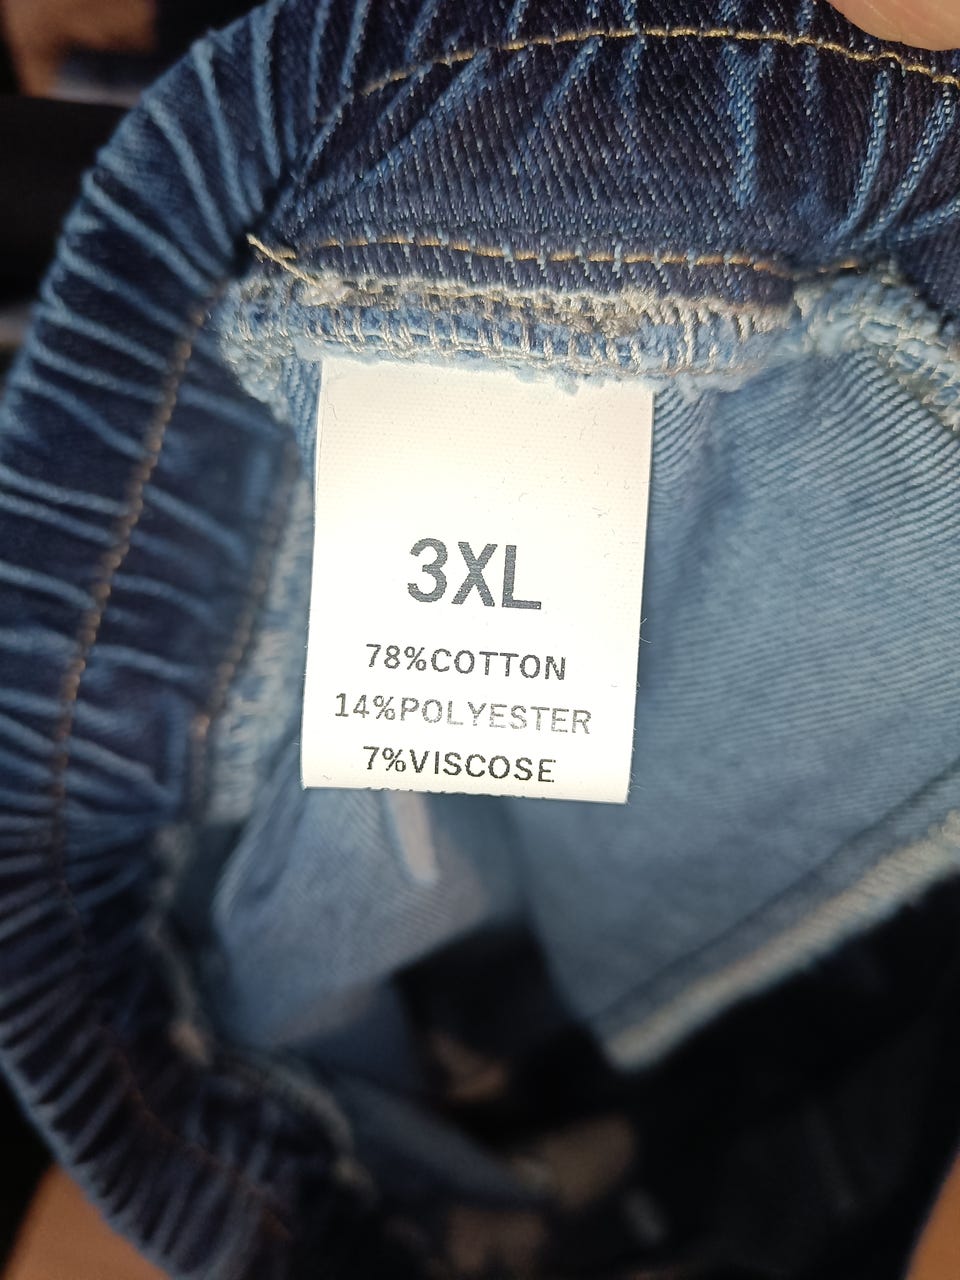 3XL
78%COTTON
14%POLYESTER
7%VISCOSE